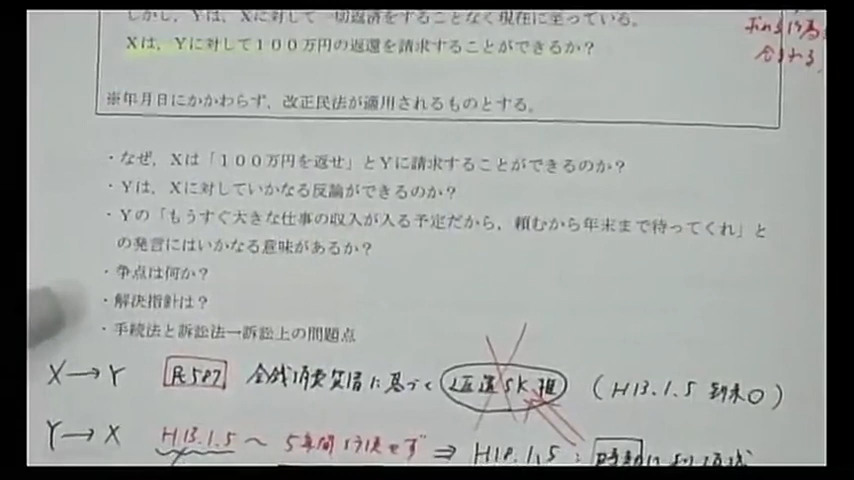 しかし、Yは、Xに対して一切返済をすることなく現在に至っている。
Xは、Yに対して100万円の返還を請求することができるか?
※年月日にかかわらず、改正民法が適用されるものとする。
・なぜ、Xは「100万円を返せ」とYに請求することができるのか?
・Yは、Xに対していかなる反論ができるのか?
・Yの「もうすぐ大きな仕事の収入が入る予定だから、頼むから年末まで待ってくれ」と
の発言にはいかなる意味があるか?
・争点は何か?
・解決指針は?
・手続法と訴訟法→訴訟上の問題点
X→Y 民587 金銭消費貸借に基づく 返還SK権 (H13.1.5 到来〇)
Y→X H13.1.5~ 5年間行使せず ⇒ H18.1.5:時効に